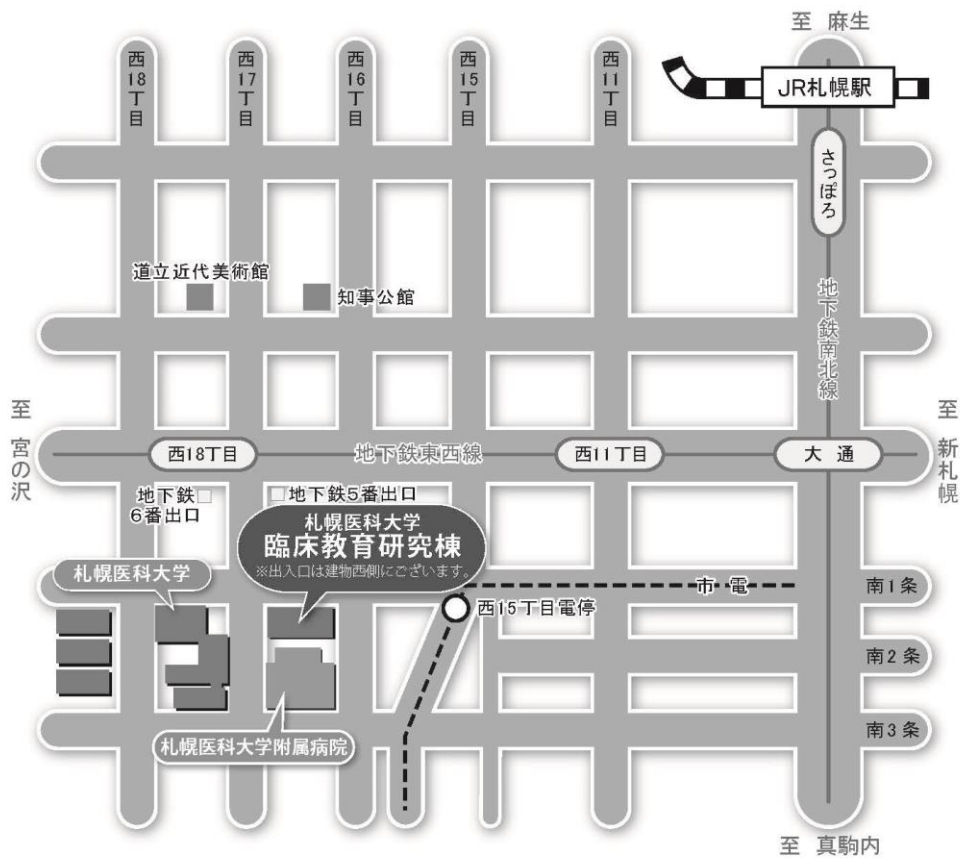 至 麻生
西18丁目
西17丁目
西16丁目
西15丁目
西11丁目
JR札幌駅
さっぽろ
道立近代美術館
知事公館
地下鉄南北線
至 宮の沢
西18丁目
地下鉄東西線
西11丁目
大通
至 新札幌
地下鉄
6番出口
地下鉄5番出口
札幌医科大学
臨床教育研究棟
※出入口は建物西側にございます。
札幌医科大学
市電
南1条
西15丁目電停
南2条
南3条
札幌医科大学附属病院
至 真駒内